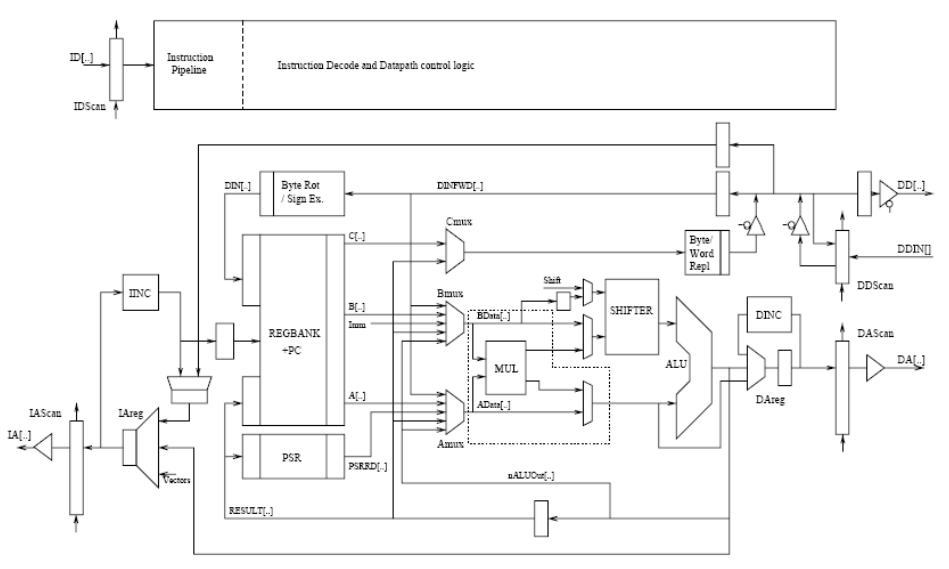 ID[..]
Instruction
Pipeline
Instruction Decode and Datapath control logic
IDScan
DIN[..]
Byte Rot
/ Sign Ex.
DINFWD[..]
DD[..]
C[..]
Cmux
Byte/
Word
Repl
DDIN[]
DDScan
IINC
REGBANK
+PC
B[..]
Imm
Bmux
BData[..]
Shift
SHIFTER
MUL
ALU
DINC
DAScan
DA[..]
DAreg
A[..]
AData[..]
Amux
IAScan
IAreg
IA[..]
Vectors
PSR
PSRRD[..]
nALUOut[..]
RESULT[..]